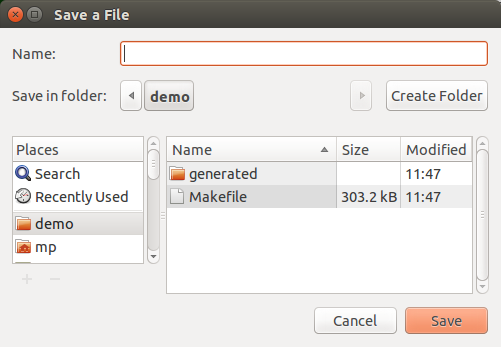 Save a File
Name:
Save in folder: demo Create Folder
Places Name Size Modified
Search generated 11:47
Recently Used Makefile 303.2 kB 11:47
demo
mp
Cancel Save